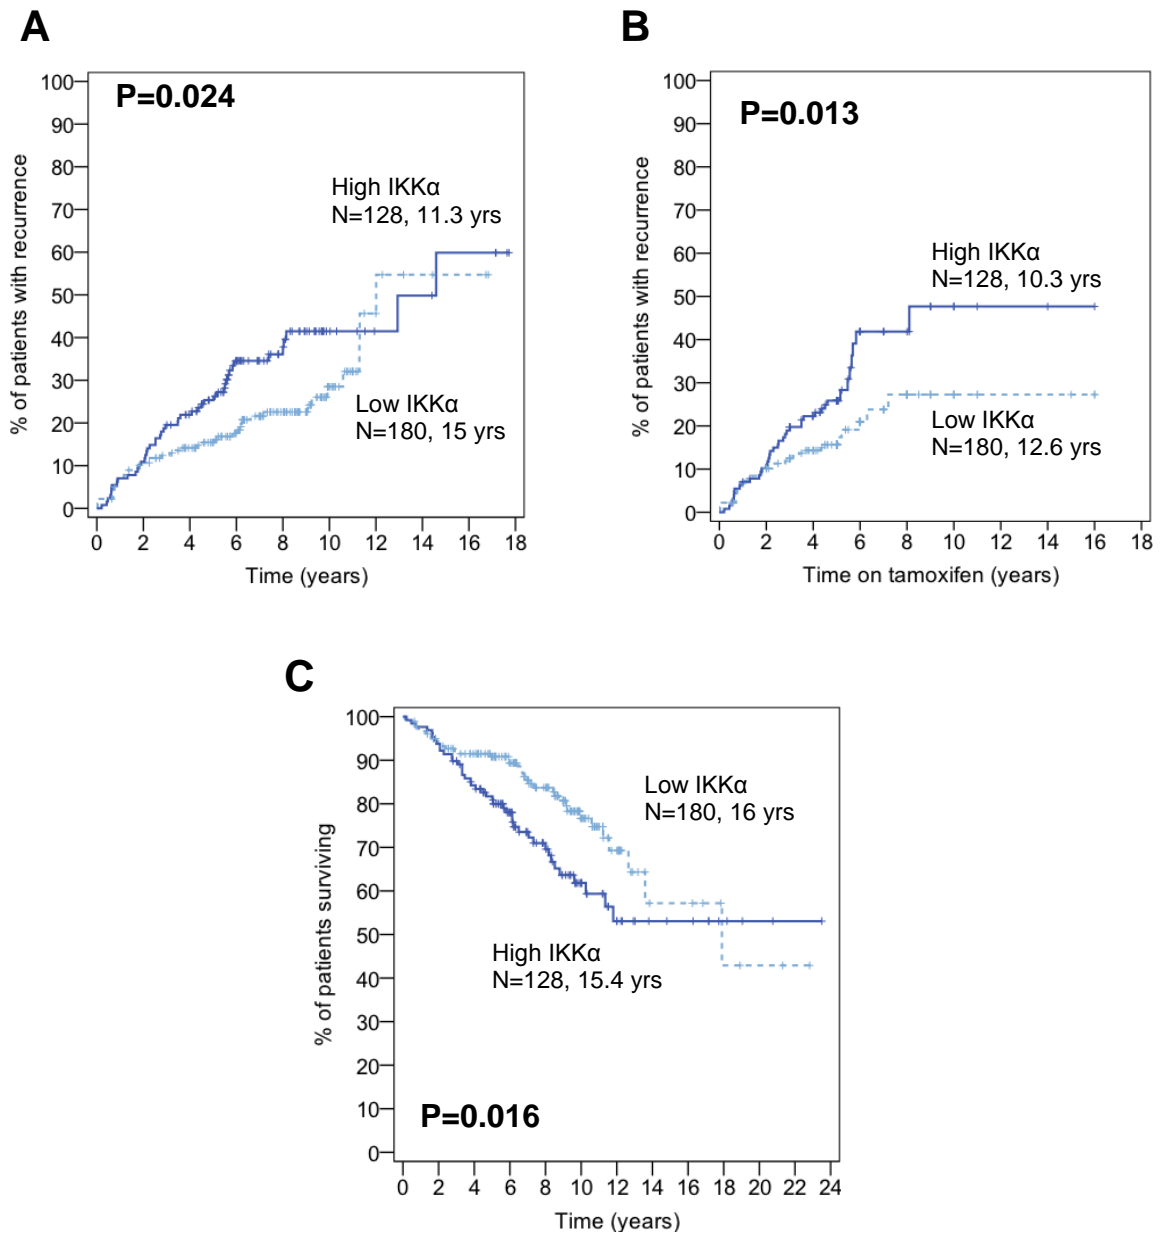 A
P=0.024
High IKKα
N=128, 11.3 yrs
Low IKKα
N=180, 15 yrs
% of patients with recurrence
100
90
80
70
60
50
40
30
20
10
0
0 2 4 6 8 10 12 14 16 18
Time (years)
B
P=0.013
High IKKα
N=128, 10.3 yrs
Low IKKα
N=180, 12.6 yrs
% of patients with recurrence
100
90
80
70
60
50
40
30
20
10
0
0 2 4 6 8 10 12 14 16 18
Time on tamoxifen (years)
C
Low IKKα
N=180, 16 yrs
High IKKα
N=128, 15.4 yrs
P=0.016
% of patients surviving
100
90
80
70
60
50
40
30
20
10
0
0 2 4 6 8 10 12 14 16 18 20 22 24
Time (years)